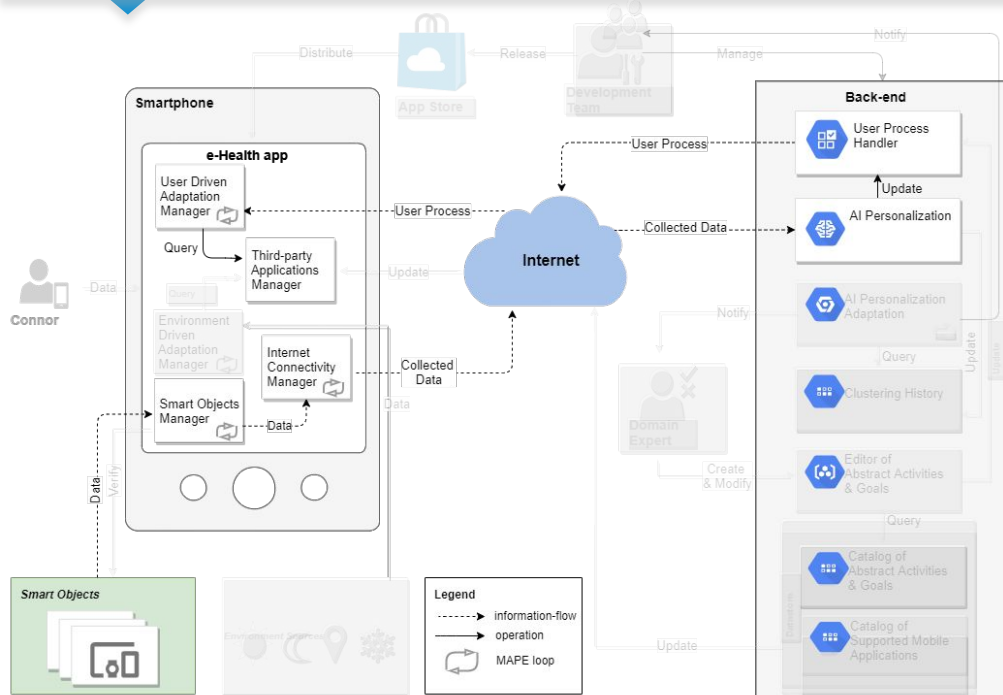 Notify
Distribute
Release
Manage
App Store
Development
Team
Smartphone
Back-end
e-Health app
User Process
Handler
User Driven
Adaptation
Manager
User Process
Update
User Process
AI Personalization
Collected Data
Query
Third-party
Applications
Manager
Internet
Update
Data
Connor
Query
AI Personalization
Adaptation
Notify
Environment
Driven
Adaptation
Manager
Internet
Connectivity
Manager
Collected
Data
Update
Update
Query
Clustering History
Data
Smart Objects
Manager
Data
Domain
Expert
Editor of
Abstract Activities
& Goals
Create
& Modify
Data
Verify
Query
Catalog of
Abstract Activities
& Goals
Smart Objects
Legend
information-flow
operation
MAPE loop
Update
Catalog of
Supported Mobile
Applications